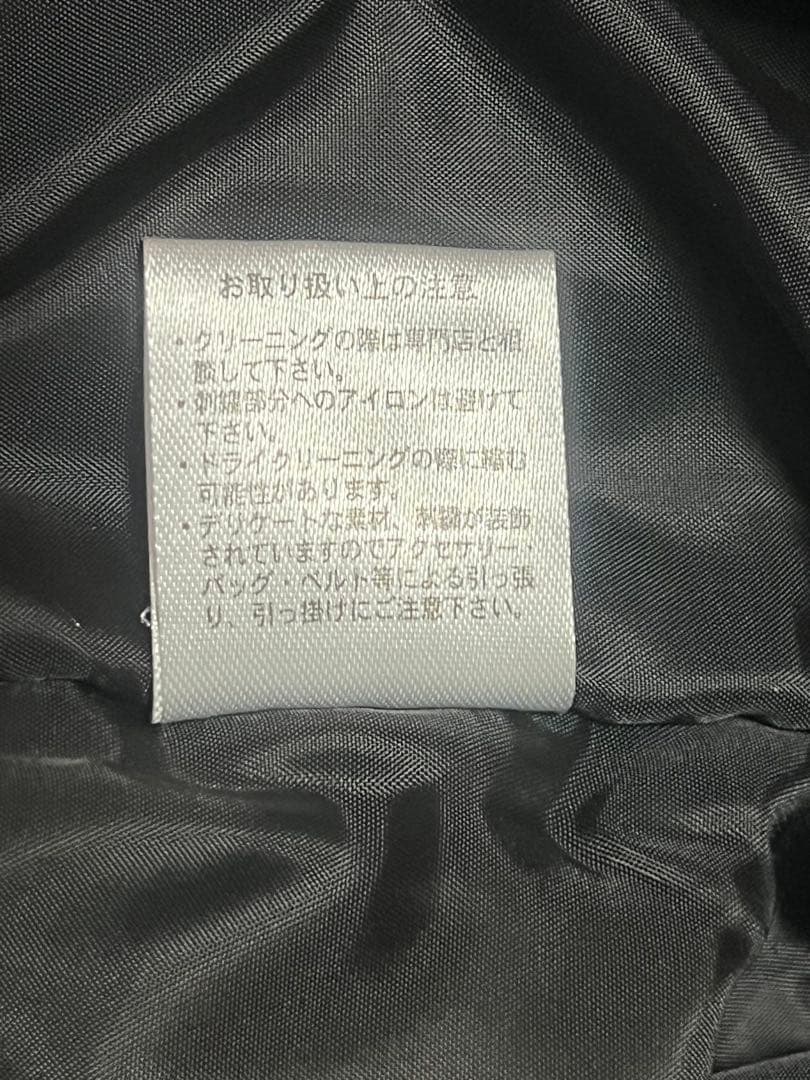 お取り扱い上の注意
・クリーニングの際は専門店と相
談して下さい。
・刺繍部分へのアイロンは避けて
下さい。
・ドライクリーニングの際に縮む
可能性があります。
・デリケートな素材、刺繍が装飾
されていますのでアクセサリー・
バッグ・ベルト等による引っ張
り、引っ掛けにご注意下さい。